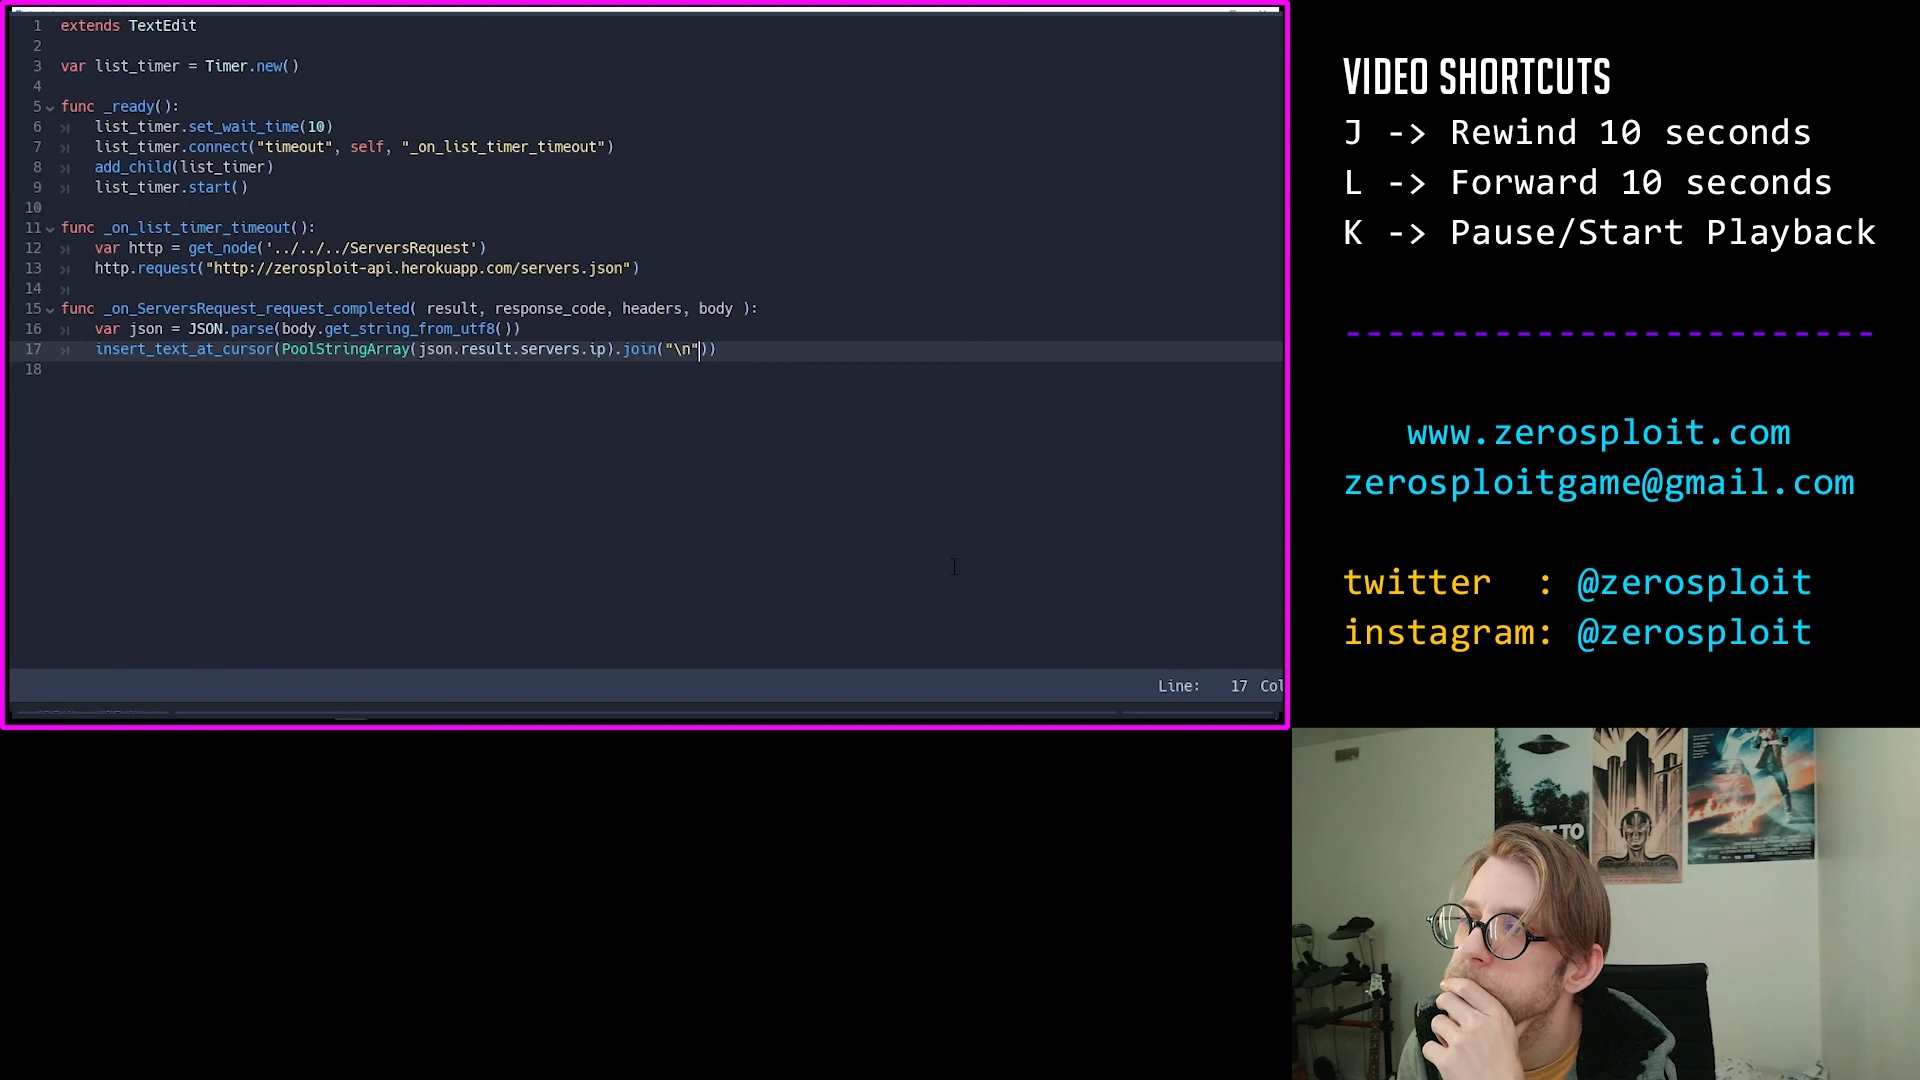 1 extends TextEdit
2
3 var list_timer = Timer.new()
4
5 func _ready():
6 list_timer.set_wait_time(10)
7 list_timer.connect("timeout", self, "_on_list_timer_timeout")
8 add_child(list_timer)
9 list_timer.start()
10
11 func _on_list_timer_timeout():
12 var http = get_node('../../../ServersRequest')
13 http.request("http://zerosploit-api.herokuapp.com/servers.json")
14
15 func _on_ServersRequest_request_completed( result, response_code, headers, body ):
16 var json = JSON.parse(body.get_string_from_utf8())
17 insert_text_at_cursor(PoolStringArray(json.result.servers.ip).join("\n"))
18
Line: 17 Col
VIDEO SHORTCUTS
J -> Rewind 10 seconds
L -> Forward 10 seconds
K -> Pause/Start Playback
-------------------------
www.zerosploit.com
zerosploitgame@gmail.com
twitter : @zerosploit
instagram: @zerosploit